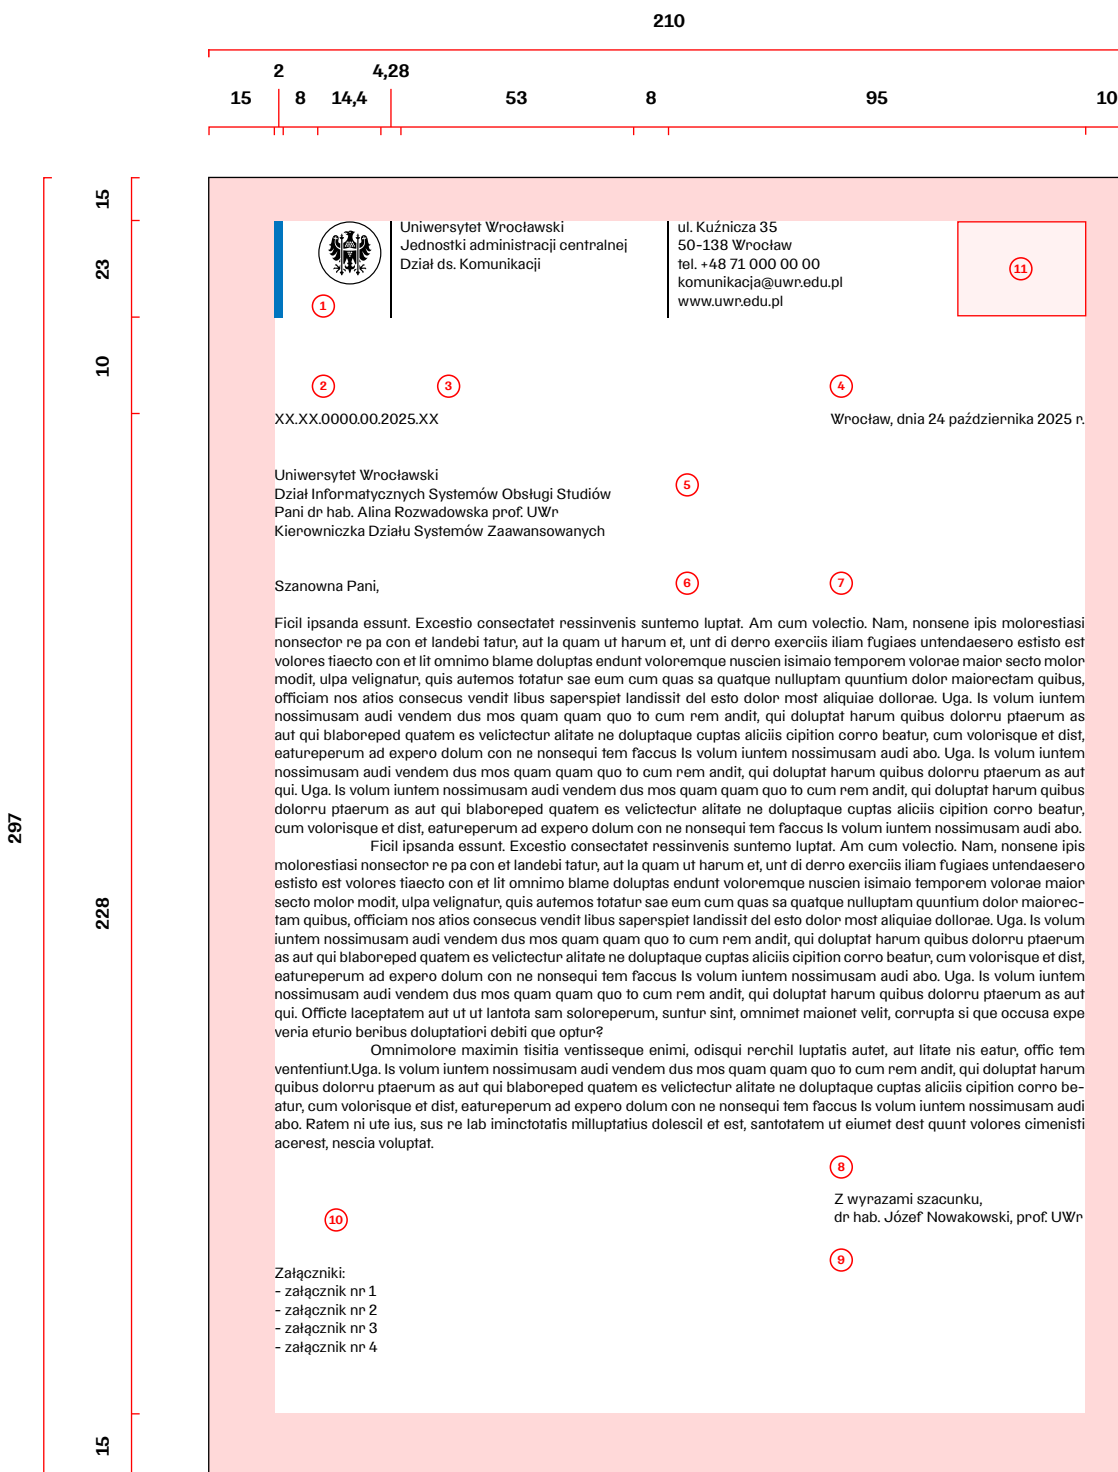 210
2 4,28
15 8 14,4 53 8 95 10
15
23
10
297
228
15
Uniwersytet Wrocławski
Jednostki administracji centralnej
Dział ds. Komunikacji
ul. Kuźnicza 35
50-138 Wrocław
tel. +48 71 000 00 00
komunikacja@uwr.edu.pl
www.uwr.edu.pl
11
1
2 3 4
XX.XX.0000.00.2025.XX
Wrocław, dnia 24 października 2025 r.
Uniwersytet Wrocławski
5
Dział Informatycznych Systemów Obsługi Studiów
Pani dr hab. Alina Rozwadowska prof. UWr
Kierowniczka Działu Systemów Zaawansowanych
Szanowna Pani,
6 7
Ficil ipsanda essunt. Excestio consectatet ressinvenis suntemo luptat. Am cum volectio. Nam, nonsene ipis molorestiasi
nonsector re pa con et landebi tatur, aut la quam ut harum et, unt di derro exerciis iliam fugiaes untendaesero estisto est
volores tiaecto con et lit omnimo blame doluptas endunt voloremque nuscien isimaio temporem volorae maior secto molor
modit, ulpa velignatur, quis autemos totatur sae eum cum quas sa quatque nulluptam quuntium dolor maiorectam quibus,
officiam nos atios consecus vendit libus saperspiet landissit del esto dolor most aliquiae dollorae. Uga. Is volum iuntem
nossimusam audi vendem dus mos quam quam quo to cum rem andit, qui doluptat harum quibus dolorru ptaerum as
aut qui blaboreped quatem es velictectur alitate ne doluptaque cuptas aliciis cipition corro beatur, cum volorisque et dist,
eatureperum ad expero dolum con ne nonsequi tem faccus Is volum iuntem nossimusam audi abo. Uga. Is volum iuntem
nossimusam audi vendem dus mos quam quam quo to cum rem andit, qui doluptat harum quibus dolorru ptaerum as aut
qui. Uga. Is volum iuntem nossimusam audi vendem dus mos quam quam quo to cum rem andit, qui doluptat harum quibus
dolorru ptaerum as aut qui blaboreped quatem es velictectur alitate ne doluptaque cuptas aliciis cipition corro beatur,
cum volorisque et dist, eatureperum ad expero dolum con ne nonsequi tem faccus Is volum iuntem nossimusam audi abo.
Ficil ipsanda essunt. Excestio consectatet ressinvenis suntemo luptat. Am cum volectio. Nam, nonsene ipis
molorestiasi nonsector re pa con et landebi tatur, aut la quam ut harum et, unt di derro exerciis iliam fugiaes untendaesero
estisto est volores tiaecto con et lit omnimo blame doluptas endunt voloremque nuscien isimaio temporem volorae maior
secto molor modit, ulpa velignatur, quis autemos totatur sae eum cum quas sa quatque nulluptam quuntium dolor maiorec-
tam quibus, officiam nos atios consecus vendit libus saperspiet landissit del esto dolor most aliquiae dollorae. Uga. Is volum
iuntem nossimusam audi vendem dus mos quam quam quo to cum rem andit, qui doluptat harum quibus dolorru ptaerum
as aut qui blaboreped quatem es velictectur alitate ne doluptaque cuptas aliciis cipition corro beatur, cum volorisque et dist,
eatureperum ad expero dolum con ne nonsequi tem faccus Is volum iuntem nossimusam audi abo. Uga. Is volum iuntem
nossimusam audi vendem dus mos quam quam quo to cum rem andit, qui doluptat harum quibus dolorru ptaerum as aut
qui. Officte laceptatem aut ut ut lantota sam soloreperum, suntur sint, omnimet maionet velit, corrupta si que occusa expe
veria eturio beribus doluptatiori debiti que optur?
Omnimolore maximin tisitia ventisseque enimi, odisqui rerchil luptatis autet, aut litate nis eatur, offic tem
vententiunt.Uga. Is volum iuntem nossimusam audi vendem dus mos quam quam quo to cum rem andit, qui doluptat harum
quibus dolorru ptaerum as aut qui blaboreped quatem es velictectur alitate ne doluptaque cuptas aliciis cipition corro be-
atur, cum volorisque et dist, eatureperum ad expero dolum con ne nonsequi tem faccus Is volum iuntem nossimusam audi
abo. Ratem ni ute ius, sus re lab iminctotatis milluptatius dolescil et est, santotatem ut eiumet dest quunt volores cimenisti
acerest, nescia voluptat.
8
Z wyrazami szacunku,
dr hab. Józef Nowakowski, prof. UWr
10
9
Załączniki:
- załącznik nr 1
- załącznik nr 2
- załącznik nr 3
- załącznik nr 4